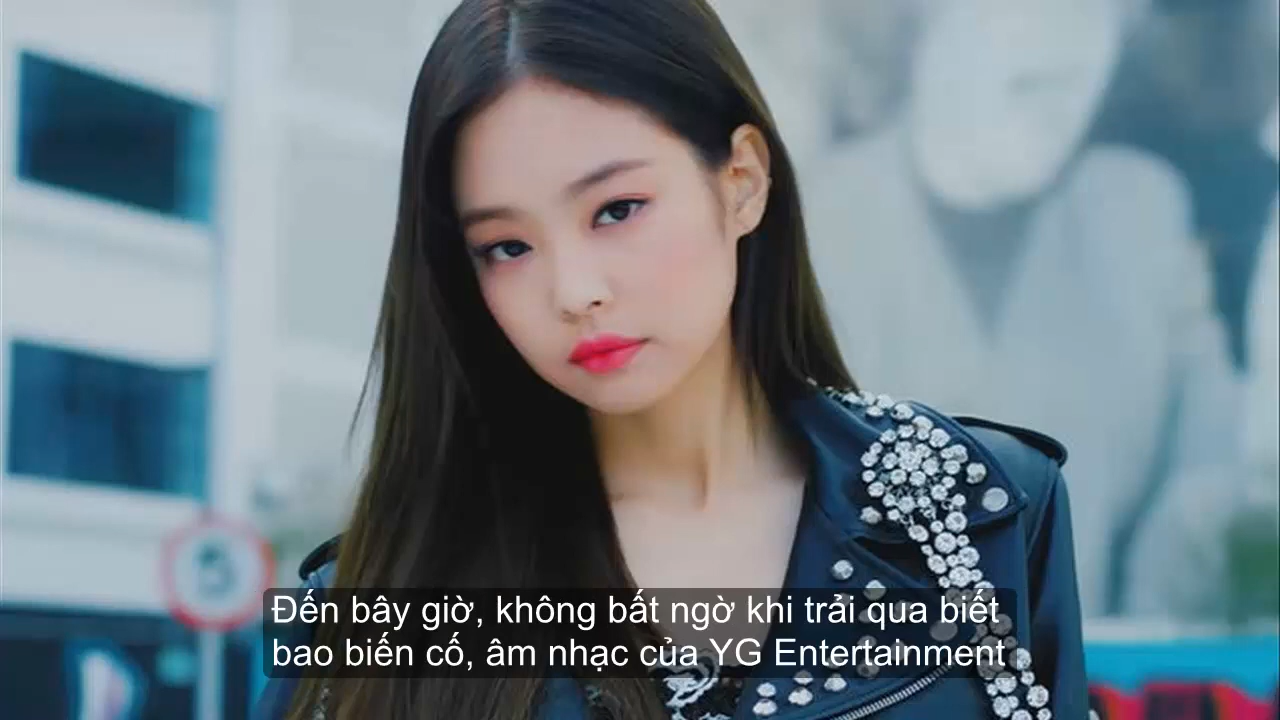 Đến bây giờ, không bất ngờ khi trải qua biết
bao biến cố, âm nhạc của YG Entertainment